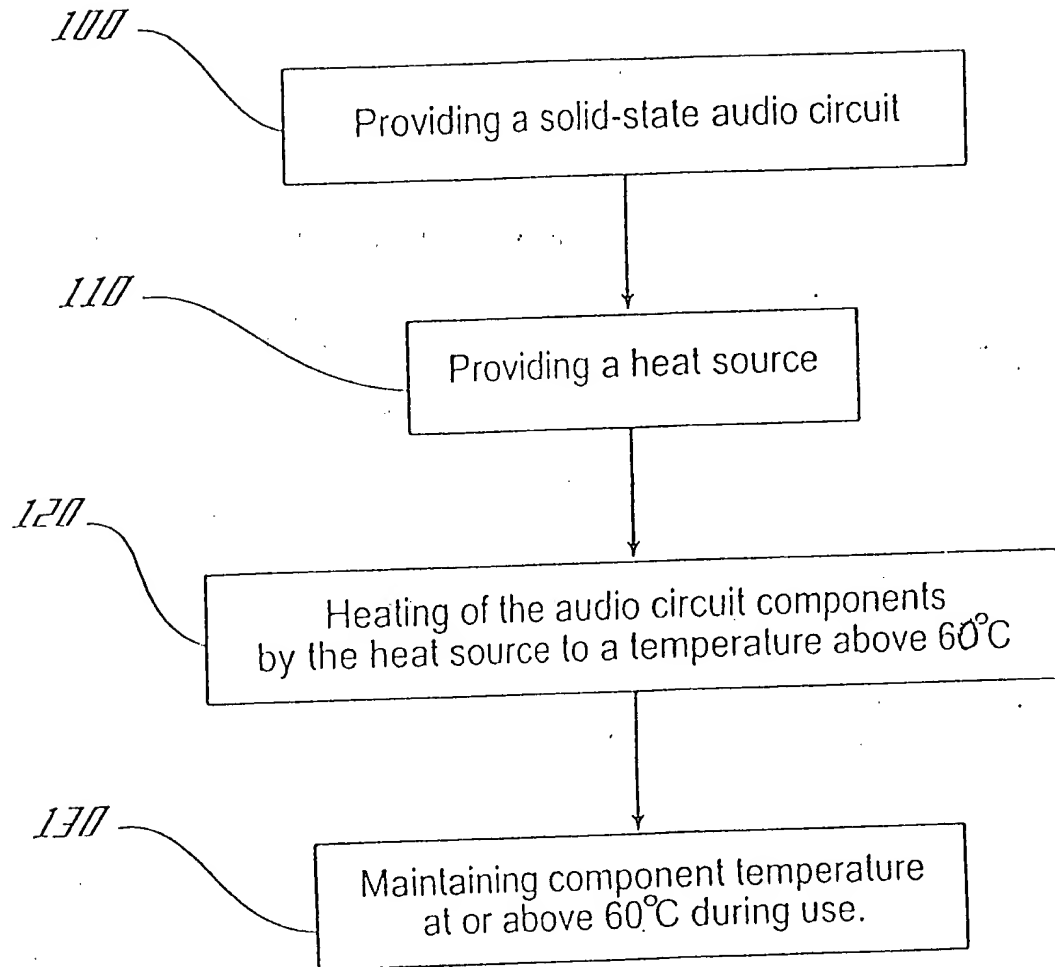 100
Providing a solid-state audio circuit
110
Providing a heat source
120
Heating of the audio circuit components
by the heat source to a temperature above 60°C
130
Maintaining component temperature
at or above 60°C during use.